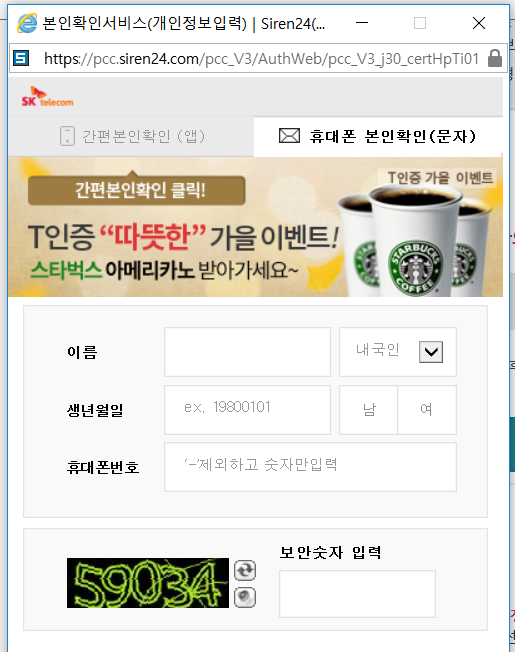 본인확인서비스(개인정보입력) | Siren24(...
https://pcc.siren24.com/pcc_V3/AuthWeb/pcc_V3_j30_certHpTi01
SK telecom
간편본인확인 (앱)
휴대폰 본인확인(문자)
간편본인확인 클릭!
T인증 가을 이벤트
T인증 “따뜻한” 가을 이벤트!
스타벅스 아메리카노 받아가세요~
STARBUCKS COFFEE
이름
내국인
생년월일
ex. 19800101
남
여
휴대폰번호
'-'제외하고 숫자만입력
보안숫자 입력
59034